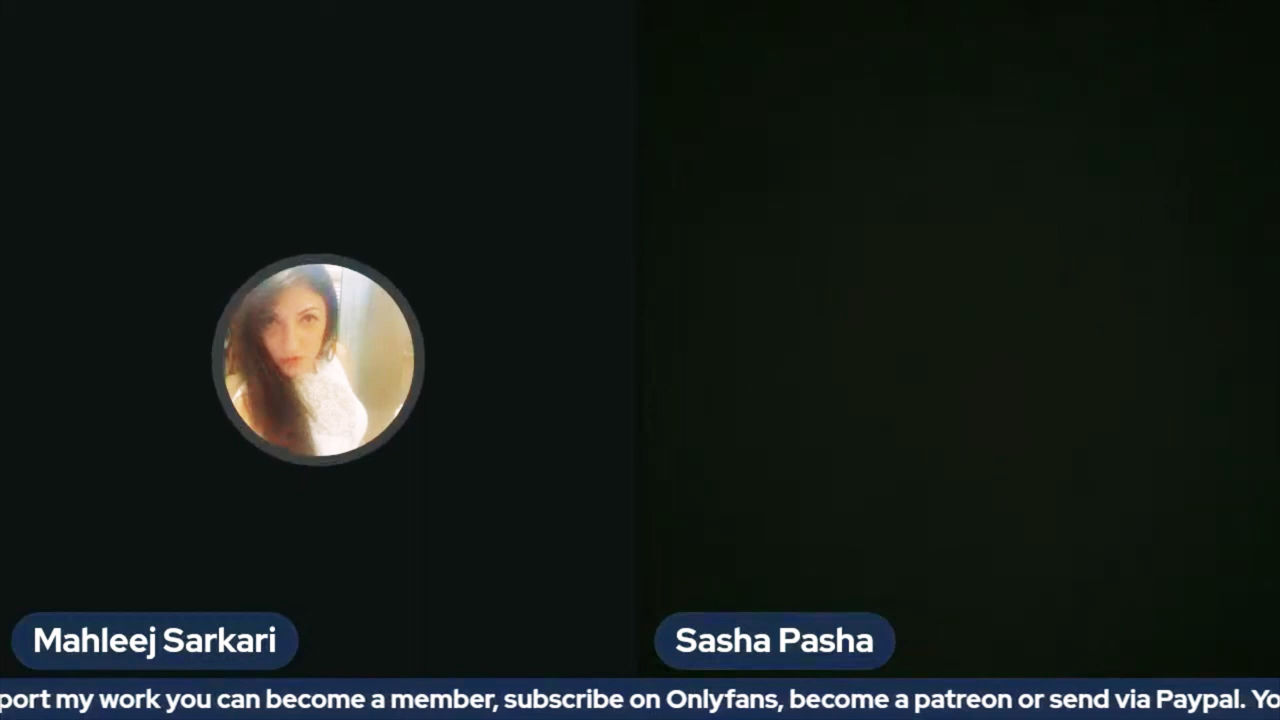 Mahleej Sarkari
Sasha Pasha
port my work you can become a member, subscribe on Onlyfans, become a patreon or send via Paypal. Yo